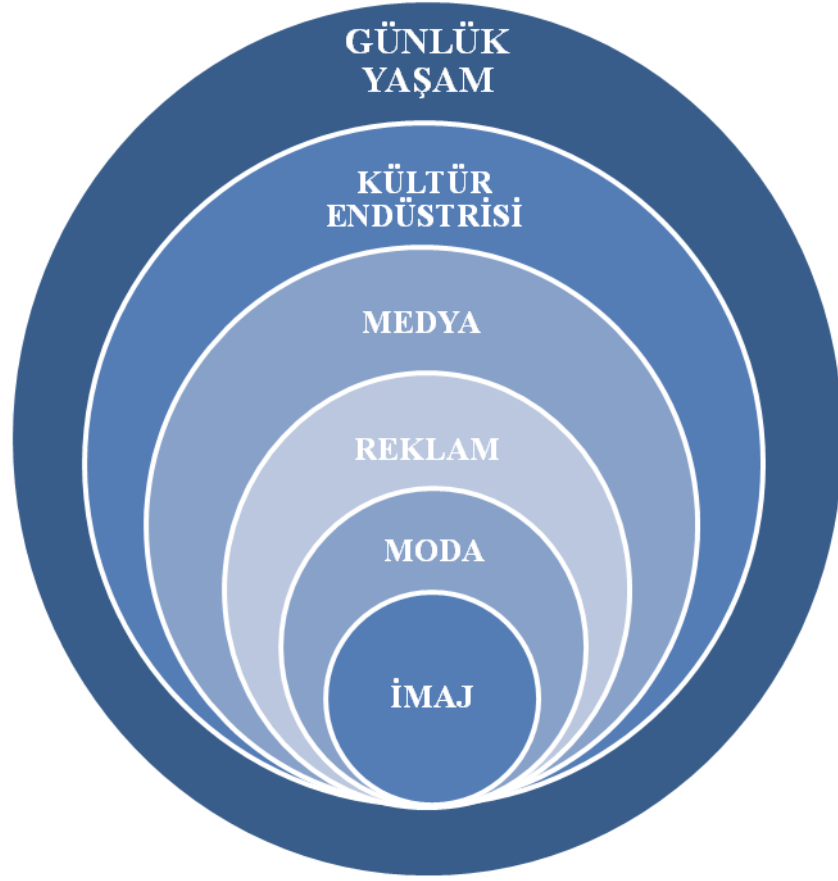 GÜNLÜK
YAŞAM
KÜLTÜR
ENDÜSTRİSİ
MEDYA
REKLAM
MODA
İMAJ